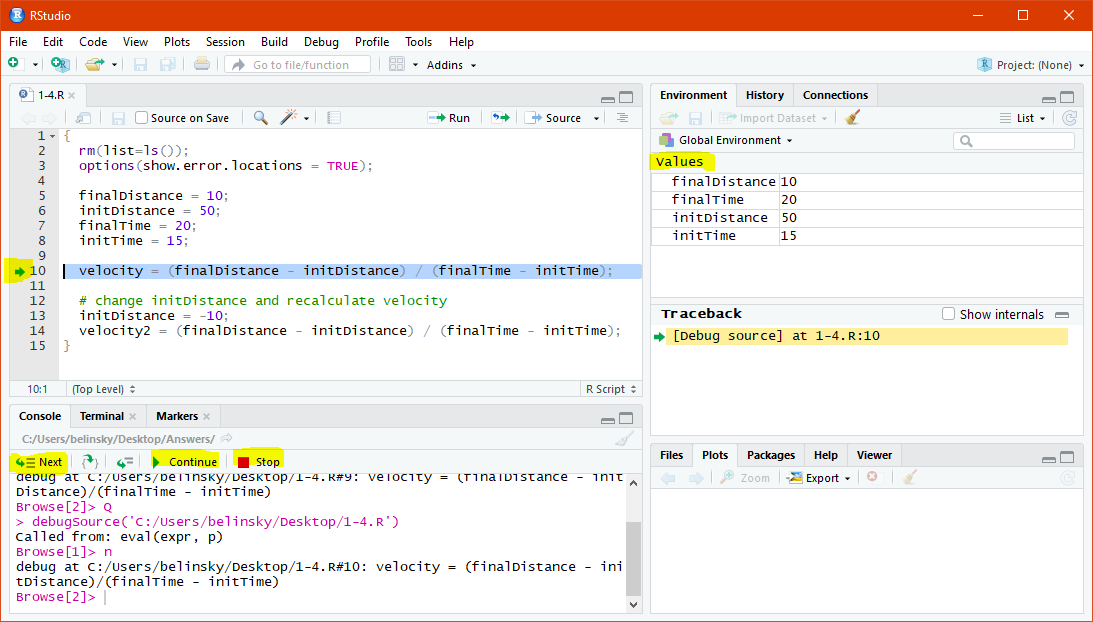 RStudio
File Edit Code View Plots Session Build Debug Profile Tools Help
Go to file/function Addins Project: (None)
1-4.R
Source on Save Run Source
1 {
2 rm(list=ls());
3 options(show.error.locations = TRUE);
4
5 finalDistance = 10;
6 initDistance = 50;
7 finalTime = 20;
8 initTime = 15;
9
10 velocity = (finalDistance - initDistance) / (finalTime - initTime);
11
12 # change initDistance and recalculate velocity
13 initDistance = -10;
14 velocity2 = (finalDistance - initDistance) / (finalTime - initTime);
15 }
10:1 (Top Level) R Script
Console Terminal Markers
C:/Users/belinsky/Desktop/Answers/
Next Continue Stop
debug at C:/Users/belinsky/Desktop/1-4.R#9: velocity = (finalDistance - init
Distance)/(finalTime - initTime)
Browse[2]> Q
> debugSource('C:/Users/belinsky/Desktop/1-4.R')
Called from: eval(expr, p)
Browse[1]> n
debug at C:/Users/belinsky/Desktop/1-4.R#10: velocity = (finalDistance - ini
tDistance)/(finalTime - initTime)
Browse[2]>
Environment History Connections
Import Dataset List
Global Environment
Values
finalDistance 10
finalTime 20
initDistance 50
initTime 15
Traceback Show internals
[Debug source] at 1-4.R:10
Files Plots Packages Help Viewer
Zoom Export